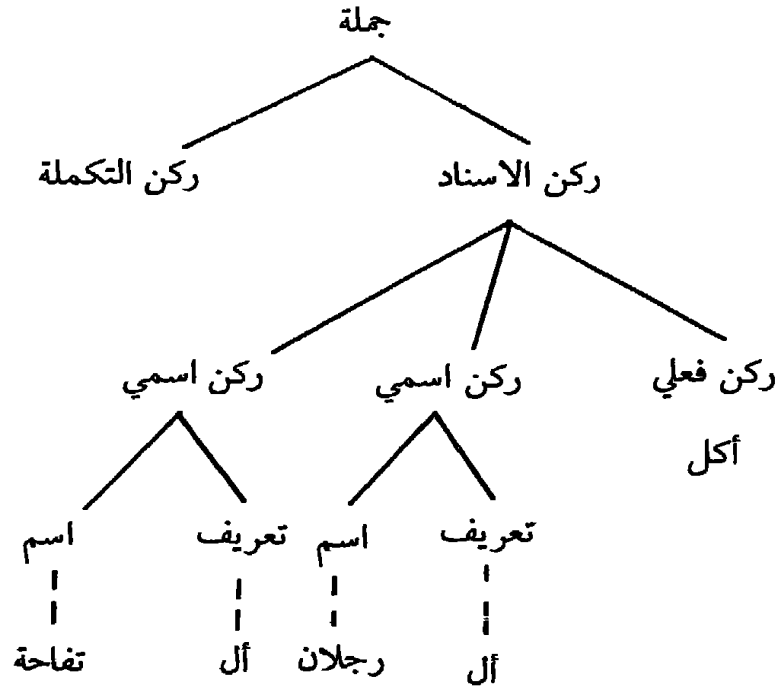 جملة
ركن الاسناد ركن التكملة
ركن فعلي ركن اسمي ركن اسمي
أكل
تعريف اسم تعريف اسم
أل رجلان أل تفاحة